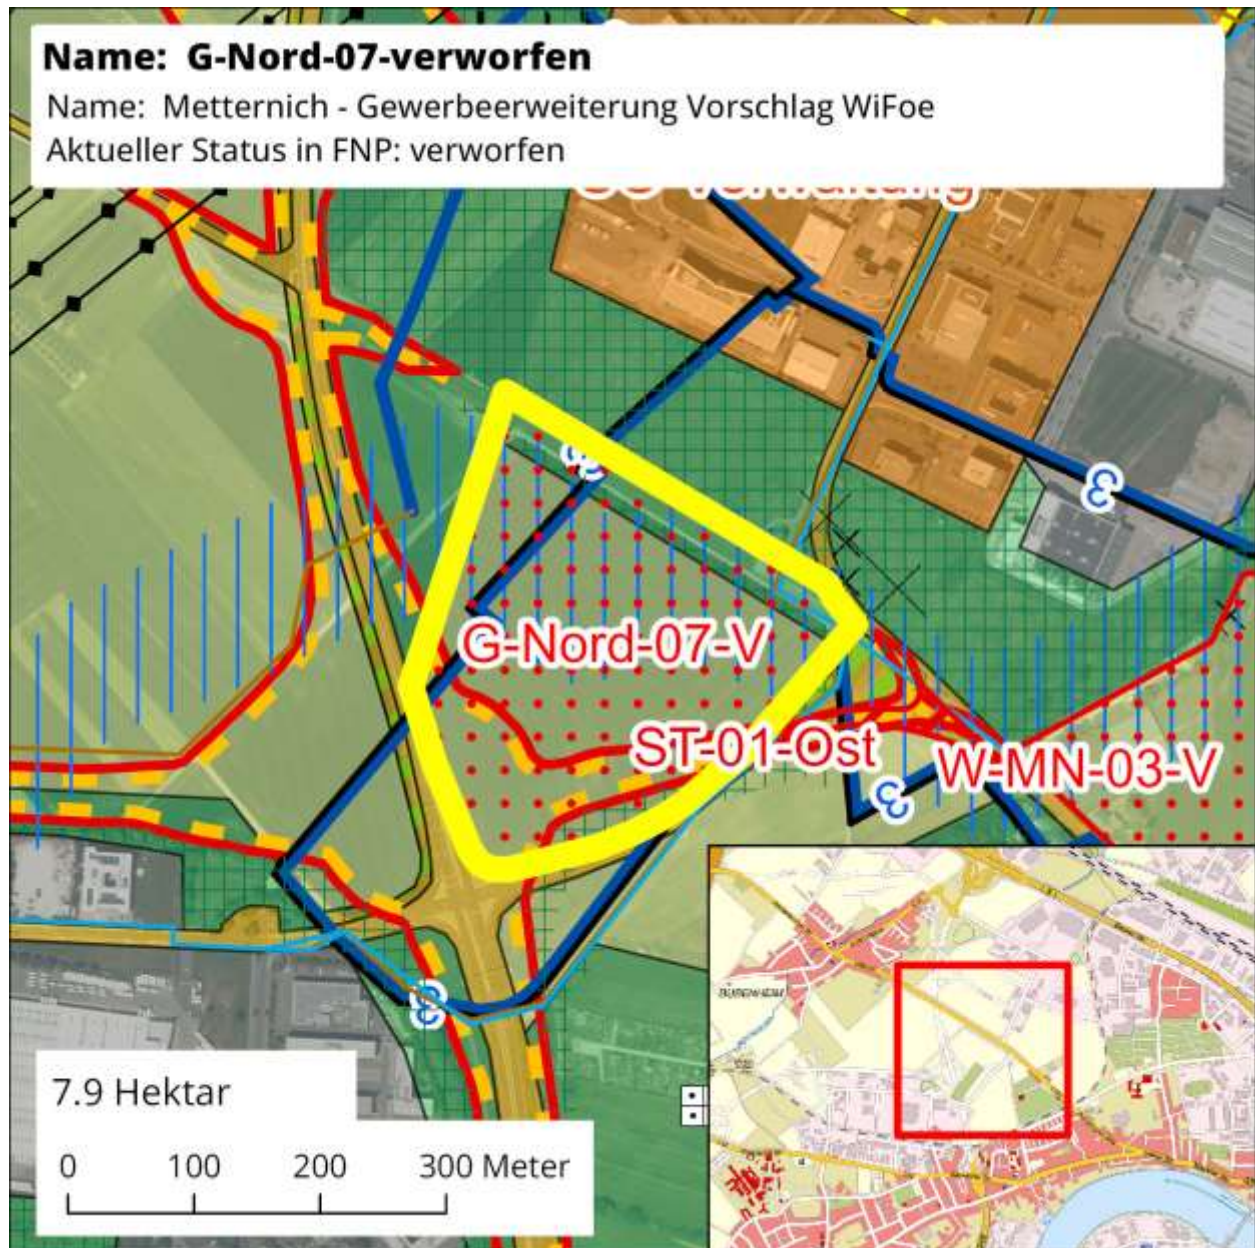 Name: G-Nord-07-verworfen
Name: Metternich - Gewerbeerweiterung Vorschlag WiFoe
Aktueller Status in FNP: verworfen
G-Nord-07-V
ST-01-Ost
W-MN-03-V
7.9 Hektar
0 100 200 300 Meter